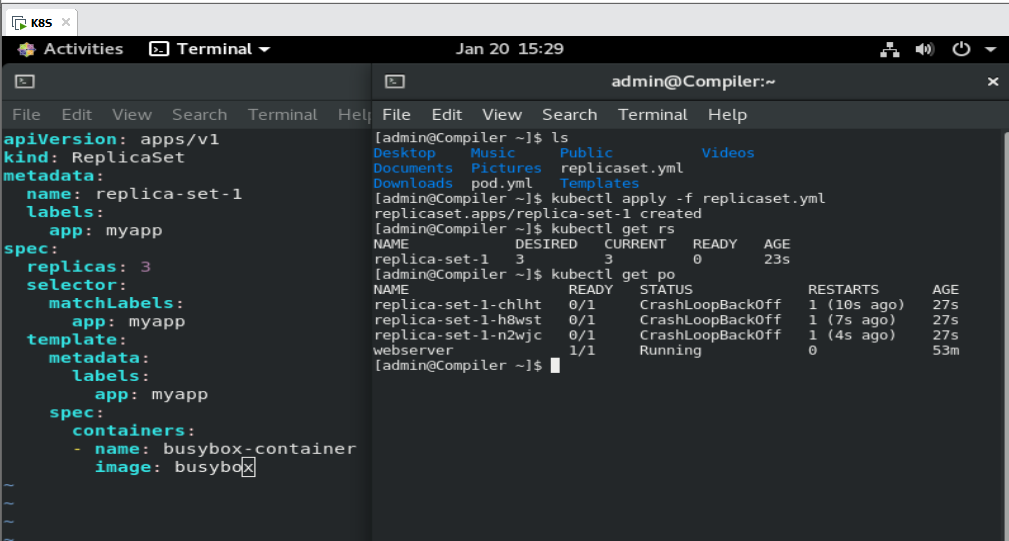 K8S ×
Activities Terminal Jan 20 15:29
File Edit View Search Terminal Help
apiVersion: apps/v1
kind: ReplicaSet
metadata:
  name: replica-set-1
  labels:
    app: myapp
spec:
  replicas: 3
  selector:
    matchLabels:
      app: myapp
  template:
    metadata:
      labels:
        app: myapp
    spec:
      containers:
      - name: busybox-container
        image: busybox
~
~
~
~
admin@Compiler:~ ×
File Edit View Search Terminal Help
[admin@Compiler ~]$ ls
Desktop Music Public Videos
Documents Pictures replicaset.yml
Downloads pod.yml Templates
[admin@Compiler ~]$ kubectl apply -f replicaset.yml
replicaset.apps/replica-set-1 created
[admin@Compiler ~]$ kubectl get rs
NAME DESIRED CURRENT READY AGE
replica-set-1 3 3 0 23s
[admin@Compiler ~]$ kubectl get po
NAME READY STATUS RESTARTS AGE
replica-set-1-chlht 0/1 CrashLoopBackOff 1 (10s ago) 27s
replica-set-1-h8wst 0/1 CrashLoopBackOff 1 (7s ago) 27s
replica-set-1-n2wjc 0/1 CrashLoopBackOff 1 (4s ago) 27s
webserver 1/1 Running 0 53m
[admin@Compiler ~]$